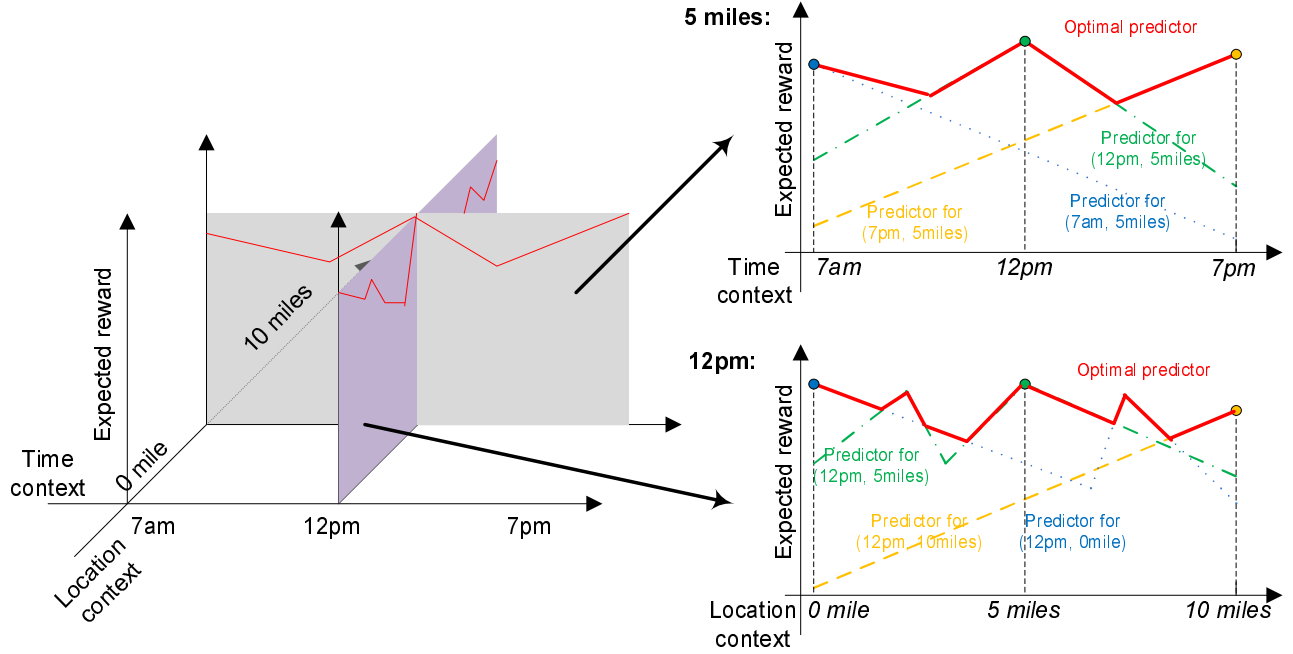 Expected reward
10 miles
0 mile
Time
context
7am
12pm
7pm
Location
context
5 miles:
Expected reward
Optimal predictor
Predictor for
(12pm, 5miles)
Predictor for
(7pm, 5miles)
Predictor for
(7am, 5miles)
Time
context
7am
12pm
7pm
12pm:
Expected reward
Optimal predictor
Predictor for
(12pm, 5miles)
Predictor for
(12pm, 10miles)
Predictor for
(12pm, 0mile)
Location
context
0 mile
5 miles
10 miles